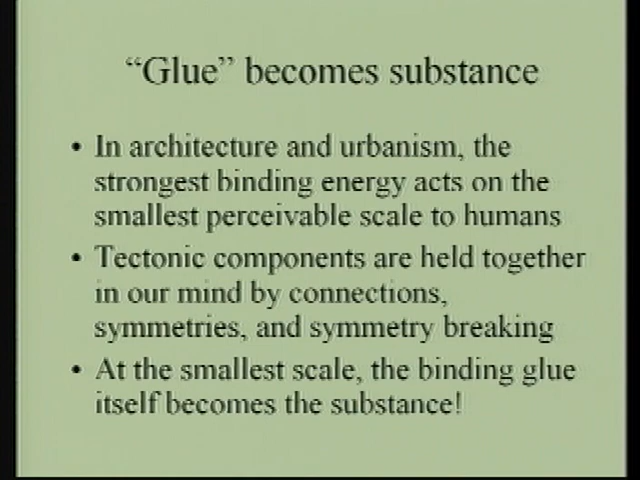 “Glue” becomes substance
• In architecture and urbanism, the
strongest binding energy acts on the
smallest perceivable scale to humans
• Tectonic components are held together
in our mind by connections,
symmetries, and symmetry breaking
• At the smallest scale, the binding glue
itself becomes the substance!